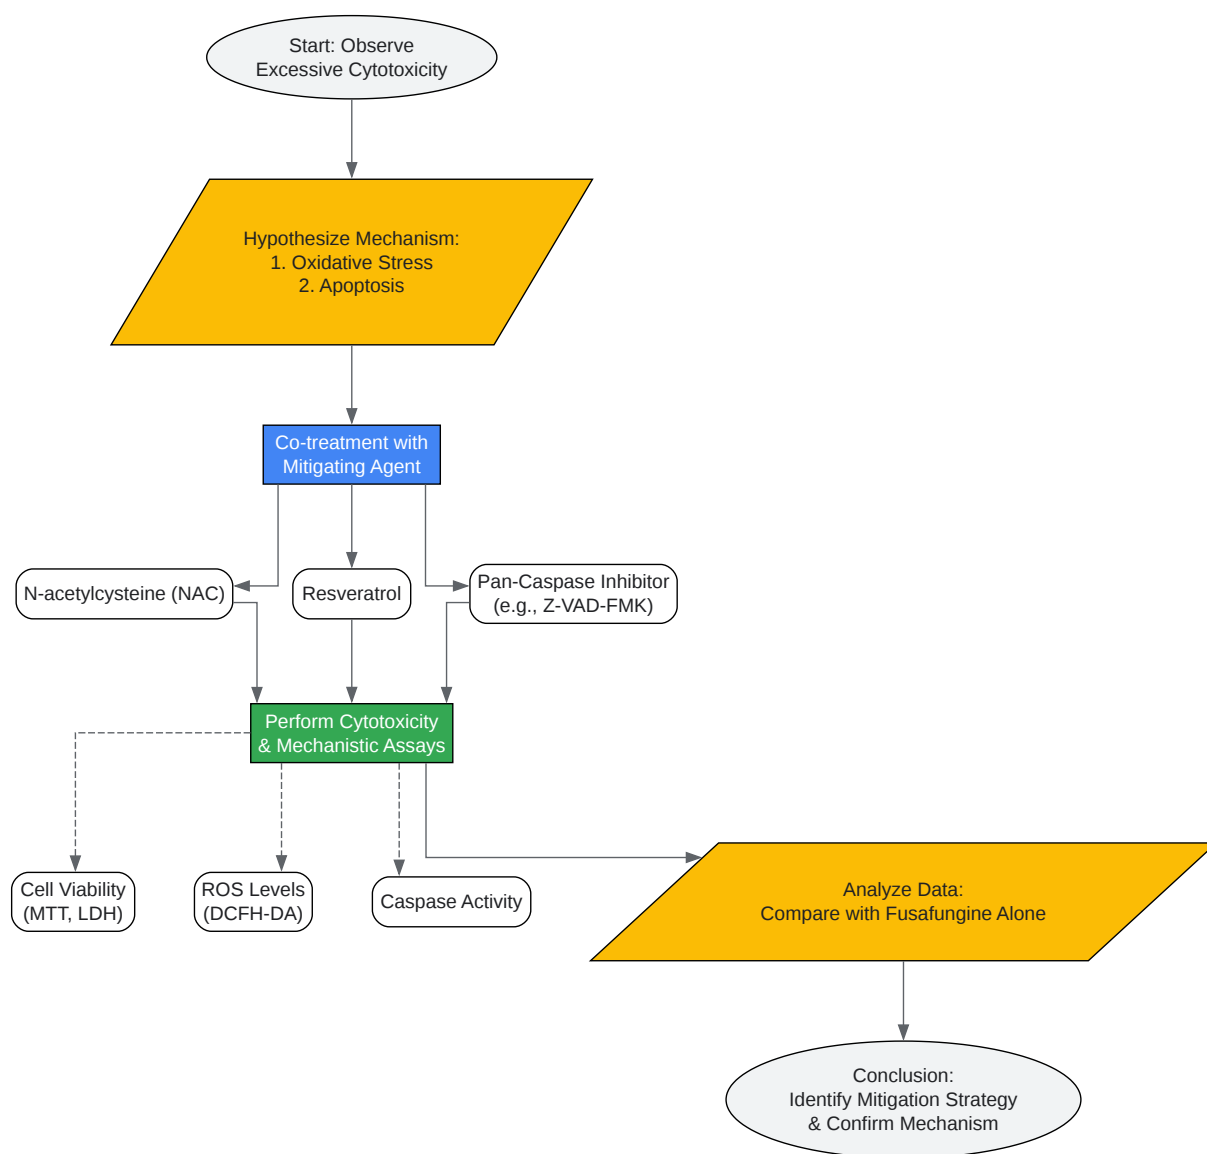 Start: Observe
Excessive Cytotoxicity
Hypothesize Mechanism:
1. Oxidative Stress
2. Apoptosis
Co-treatment with
Mitigating Agent
N-acetylcysteine (NAC)
Resveratrol
Pan-Caspase Inhibitor
(e.g., Z-VAD-FMK)
Perform Cytotoxicity
& Mechanistic Assays
Cell Viability
(MTT, LDH)
ROS Levels
(DCFH-DA)
Caspase Activity
Analyze Data:
Compare with Fusafungine Alone
Conclusion:
Identify Mitigation Strategy
& Confirm Mechanism